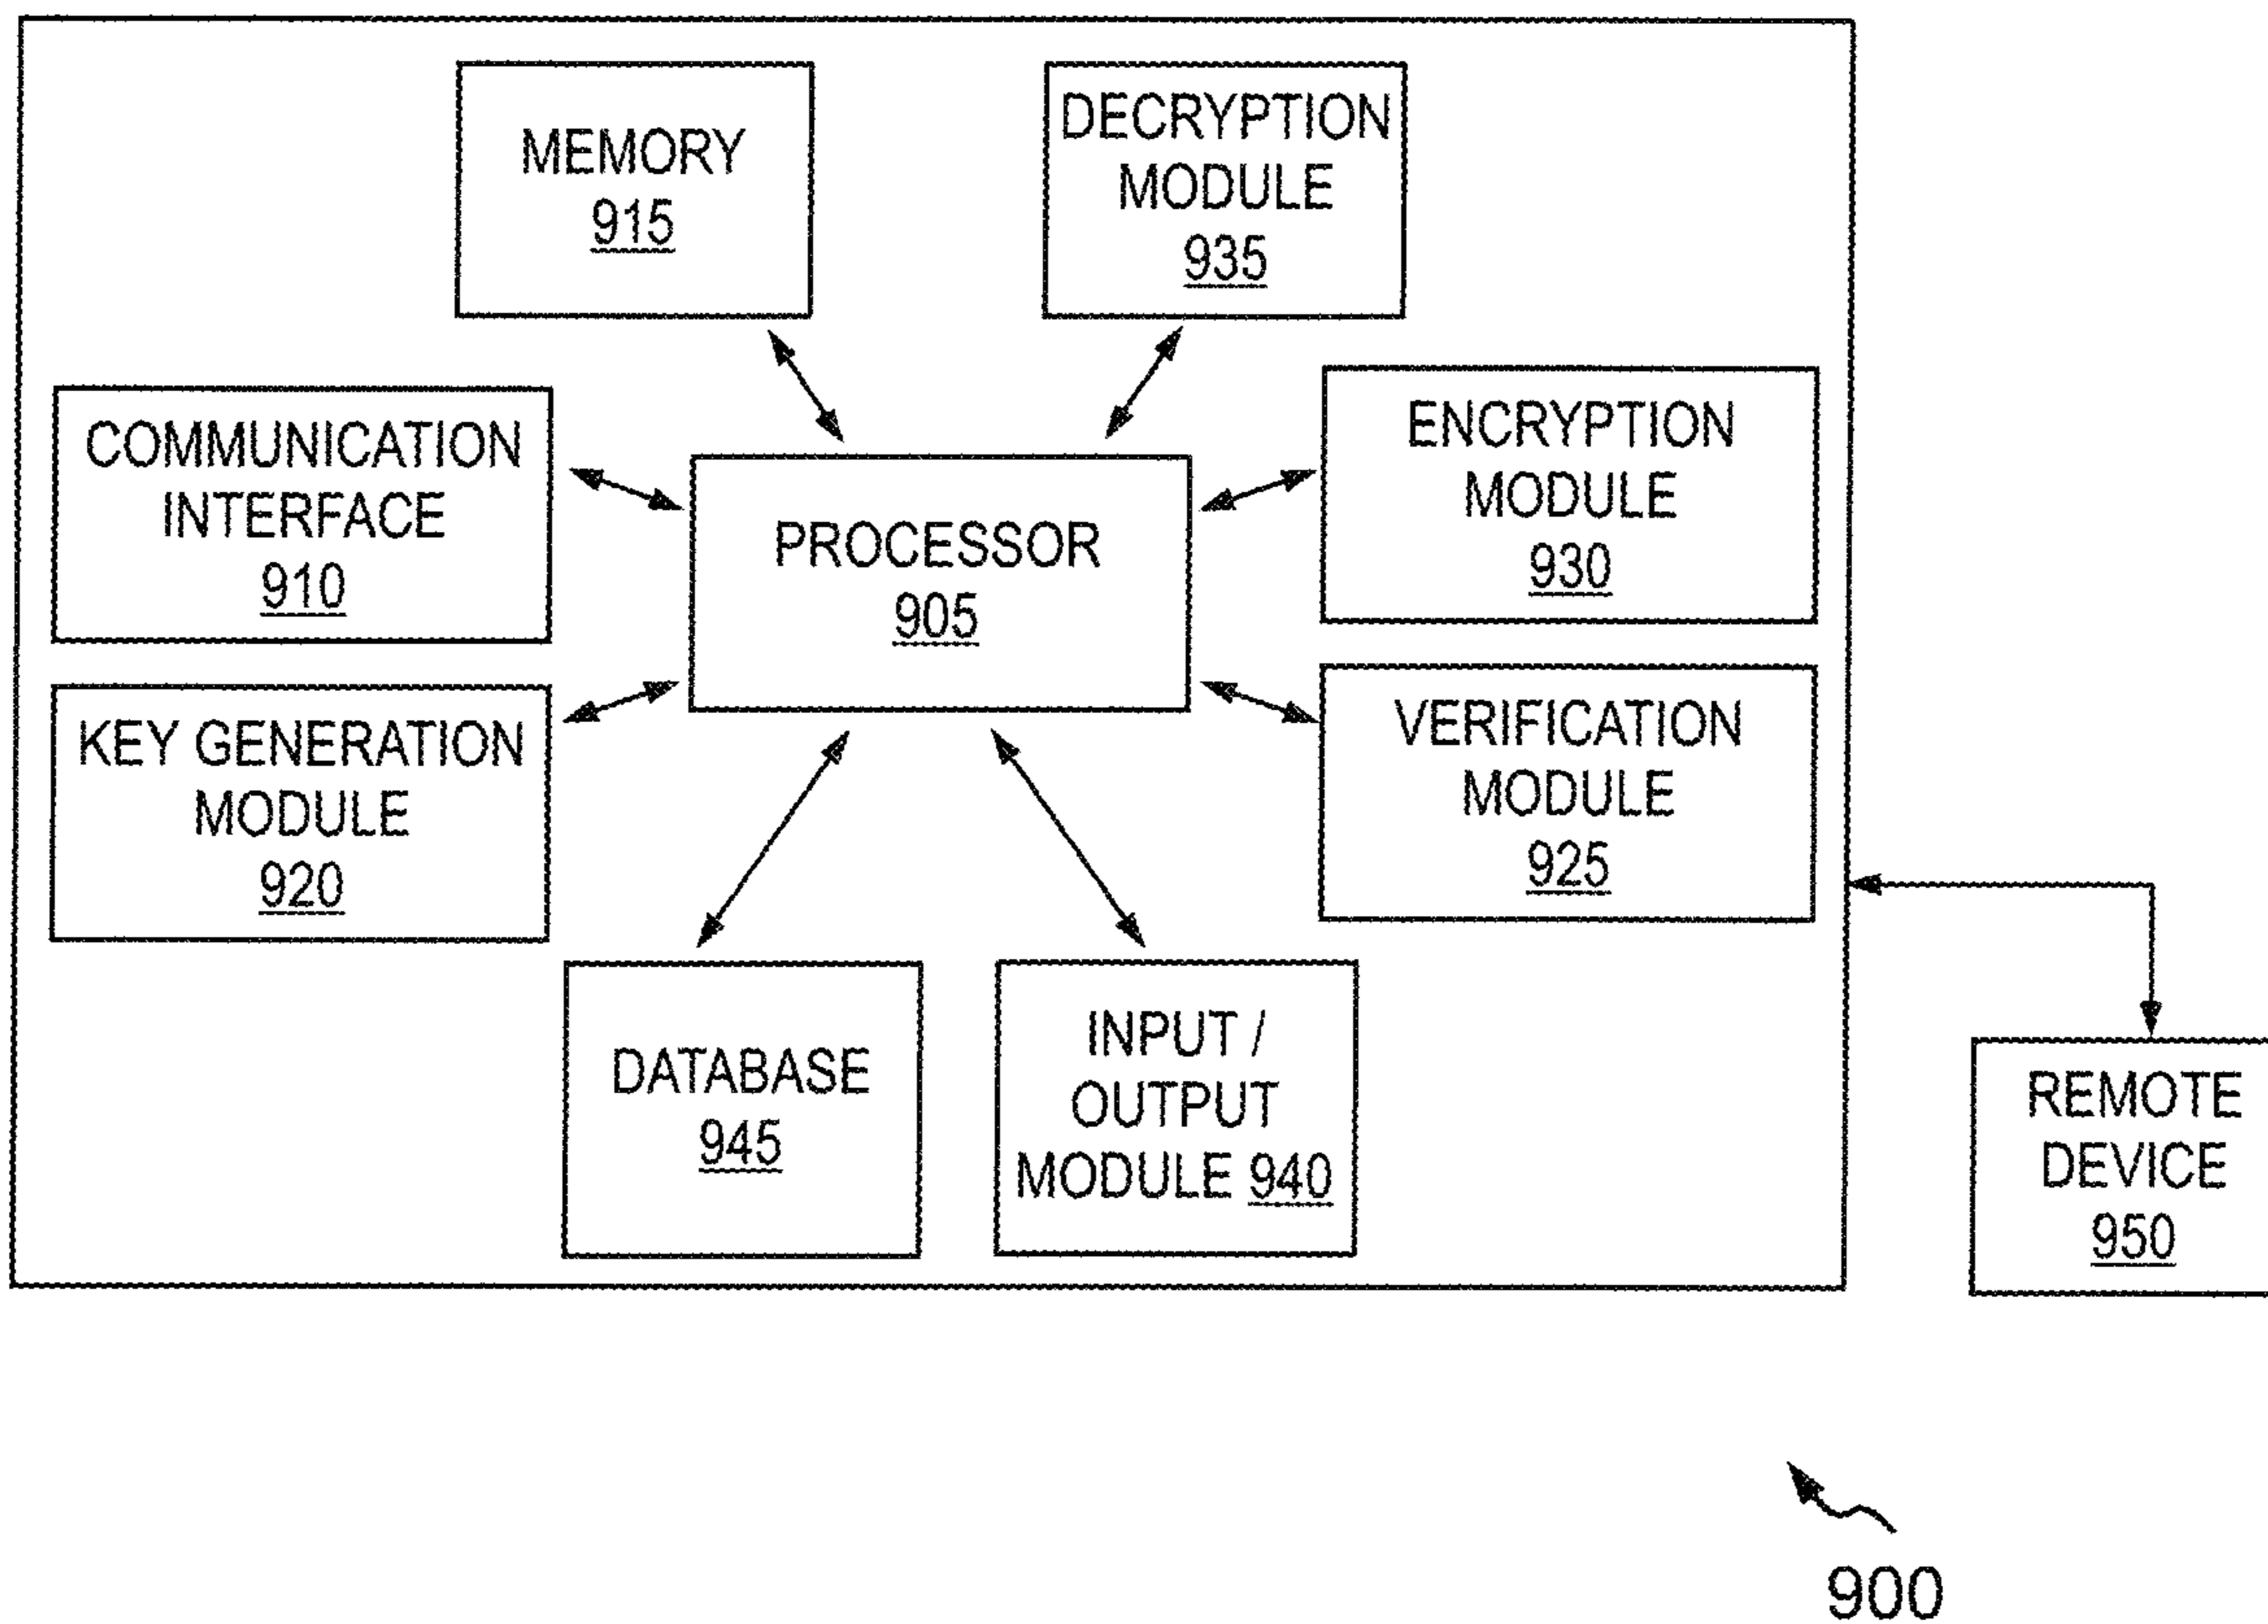 MEMORY
915
DECRYPTION
MODULE
935
COMMUNICATION
INTERFACE
910
PROCESSOR
905
ENCRYPTION
MODULE
930
KEY GENERATION
MODULE
920
VERIFICATION
MODULE
925
DATABASE
945
INPUT /
OUTPUT
MODULE 940
REMOTE
DEVICE
950
900